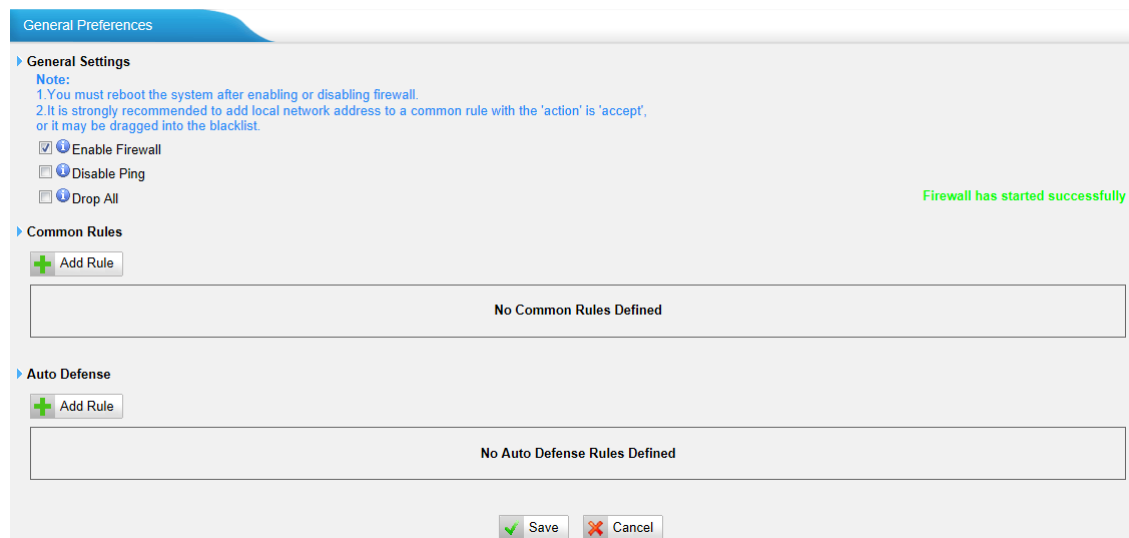 General Preferences
General Settings
Note:
1.You must reboot the system after enabling or disabling firewall.
2.It is strongly recommended to add local network address to a common rule with the 'action' is 'accept',
or it may be dragged into the blacklist.
Enable Firewall
Disable Ping
Drop All
Firewall has started successfully
Common Rules
Add Rule
No Common Rules Defined
Auto Defense
Add Rule
No Auto Defense Rules Defined
Save
Cancel